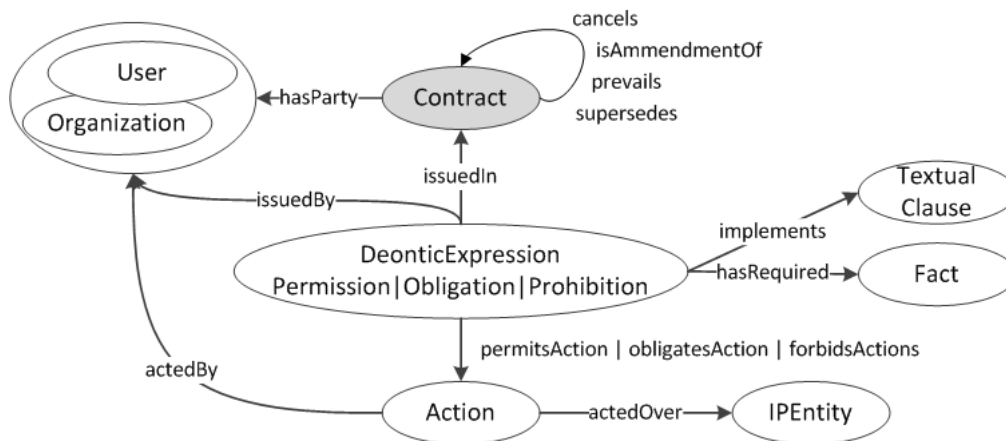 cancels
isAmmendmentOf
prevails
supersedes
User
Organization
hasParty
Contract
issuedIn
issuedBy
Textual
Clause
implements
DeonticExpression
Permission|Obligation|Prohibition
hasRequired
Fact
permitsAction | obligatesAction | forbidsActions
actedBy
Action
actedOver
IPEntity